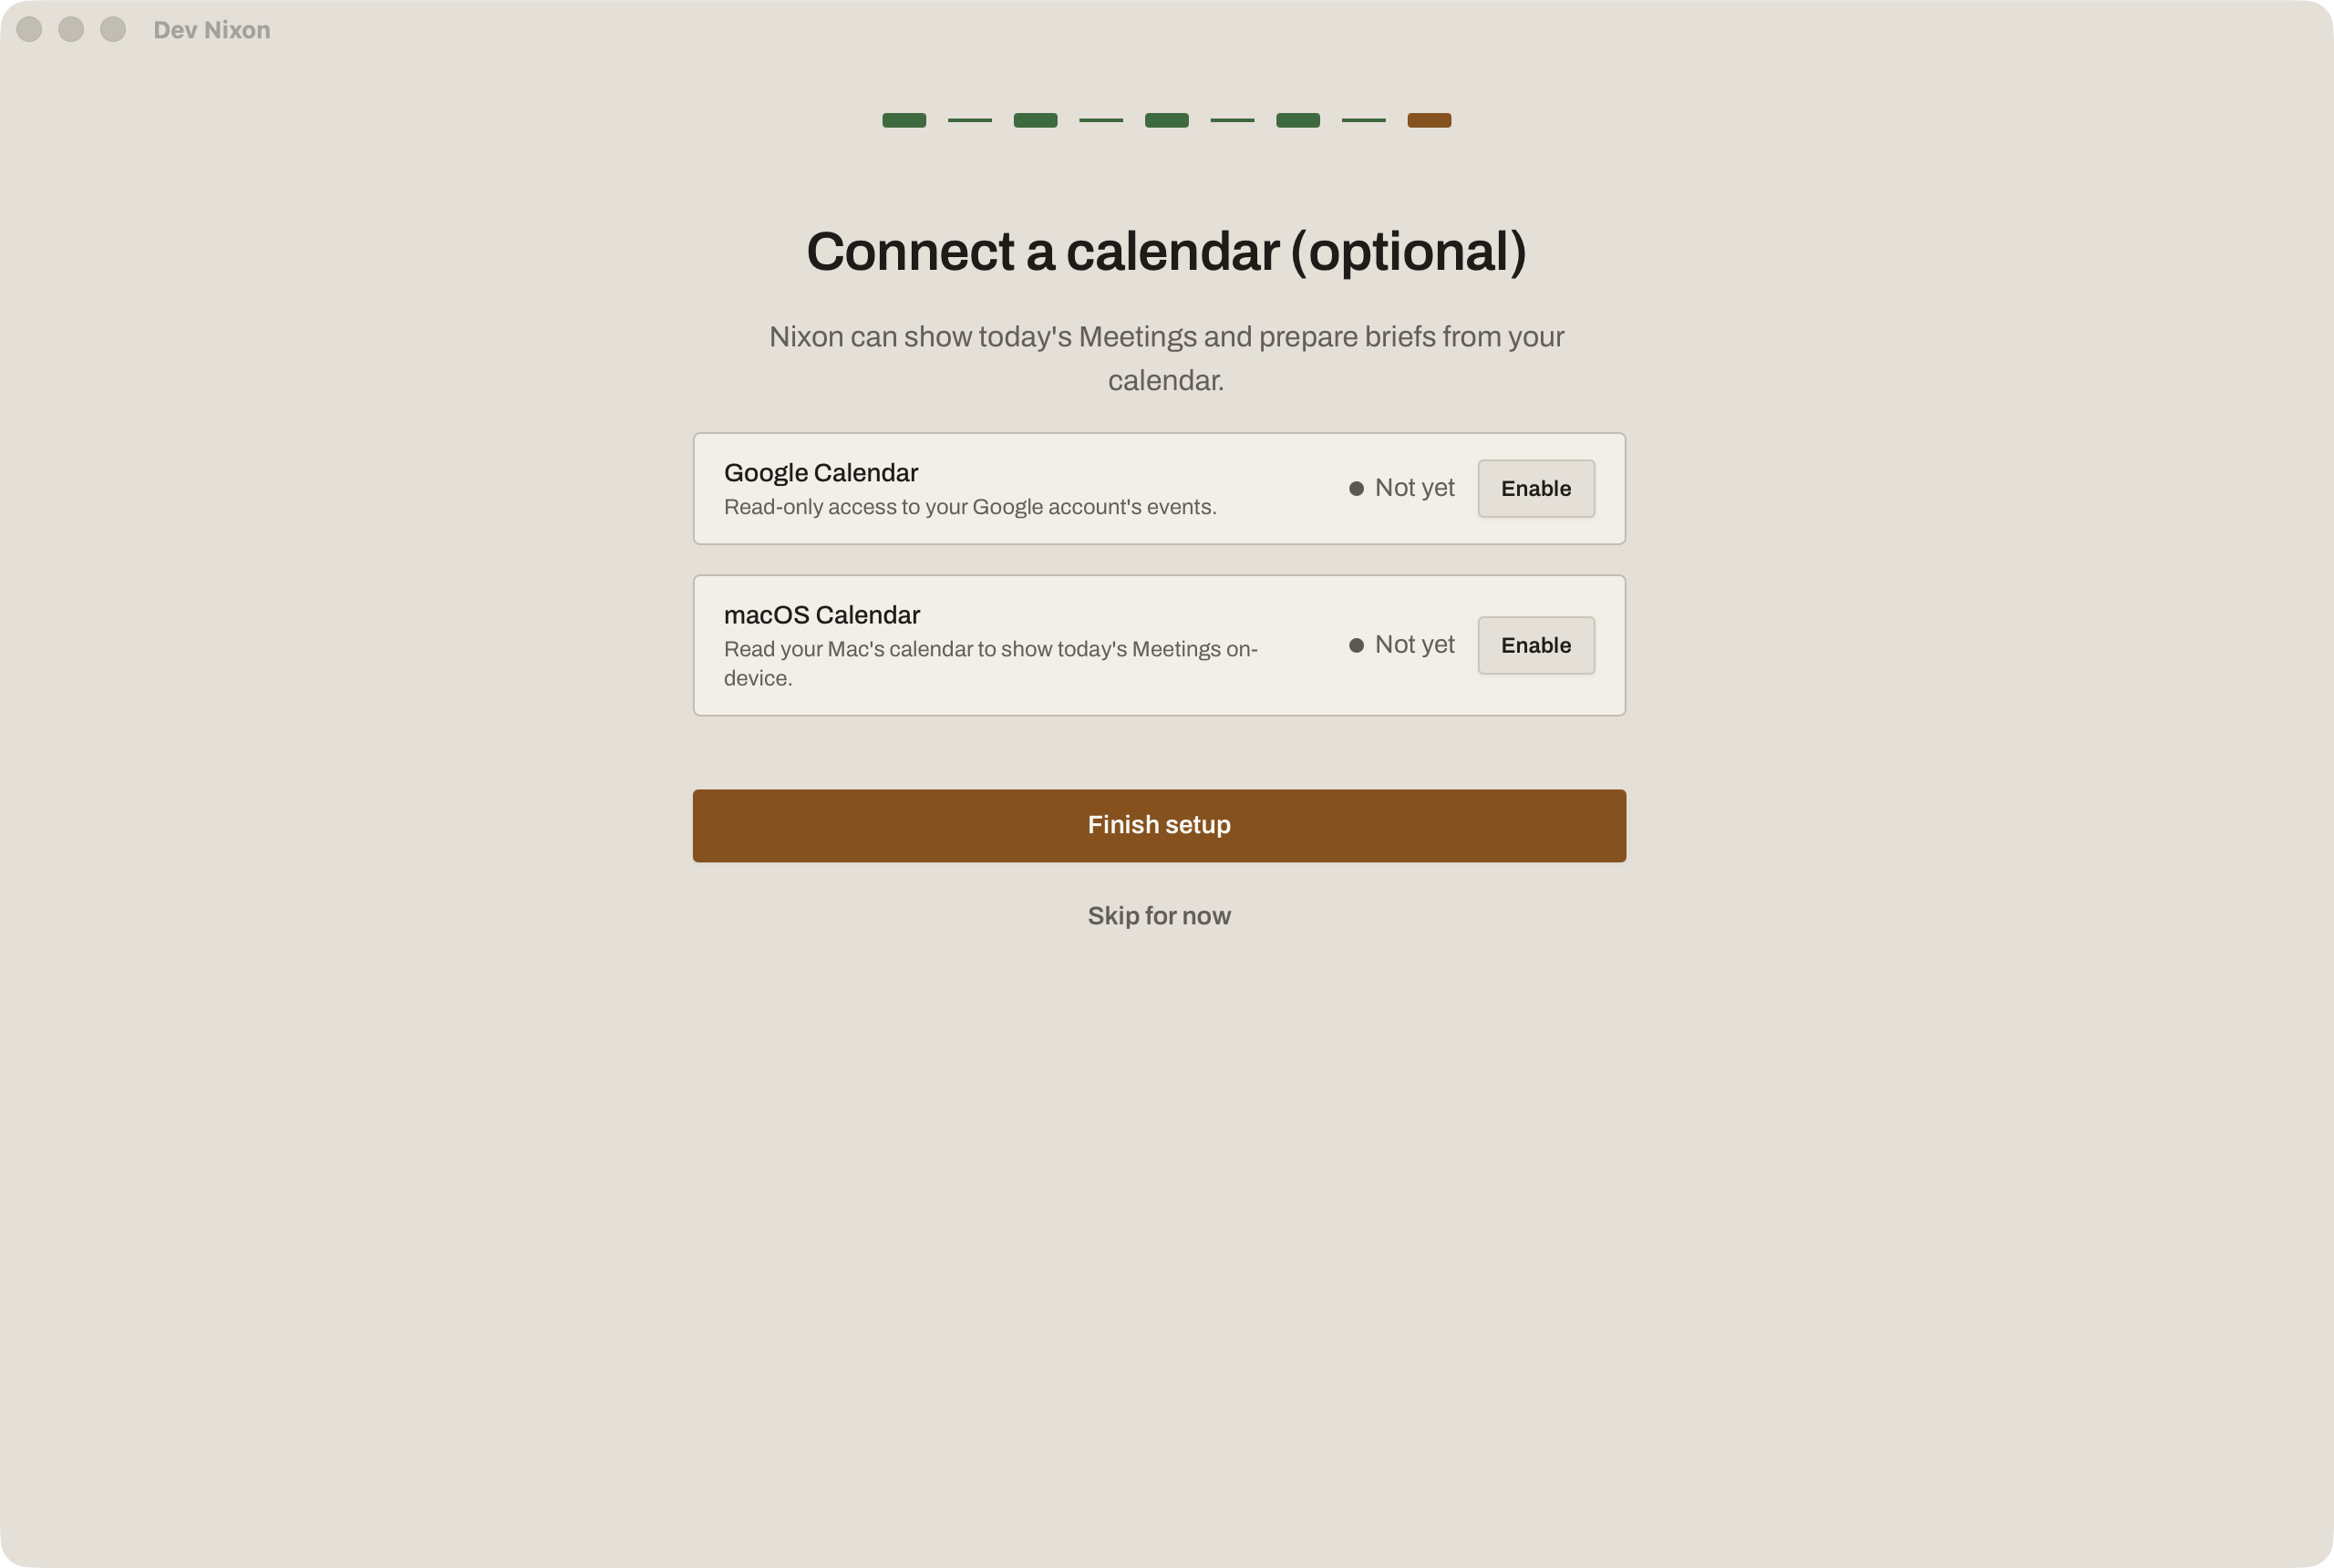 Dev Nixon
Connect a calendar (optional)
Nixon can show today's Meetings and prepare briefs from your
calendar.
Google Calendar
Read-only access to your Google account's events.
Not yet
Enable
macOS Calendar
Read your Mac's calendar to show today's Meetings on-
device.
Not yet
Enable
Finish setup
Skip for now